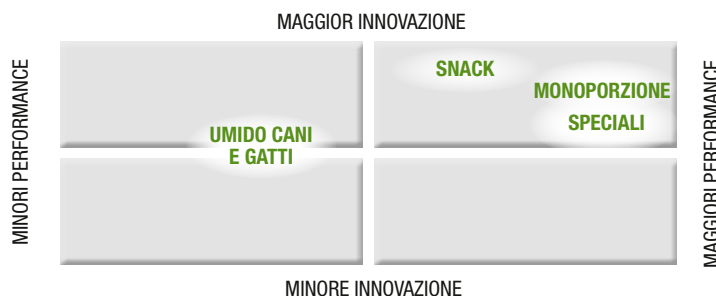 MAGGIOR INNOVAZIONE
MINORI PERFORMANCE
SNACK
MONOPORZIONE
SPECIALI
UMIDO CANI
E GATTI
MAGGIORI PERFORMANCE
MINORE INNOVAZIONE